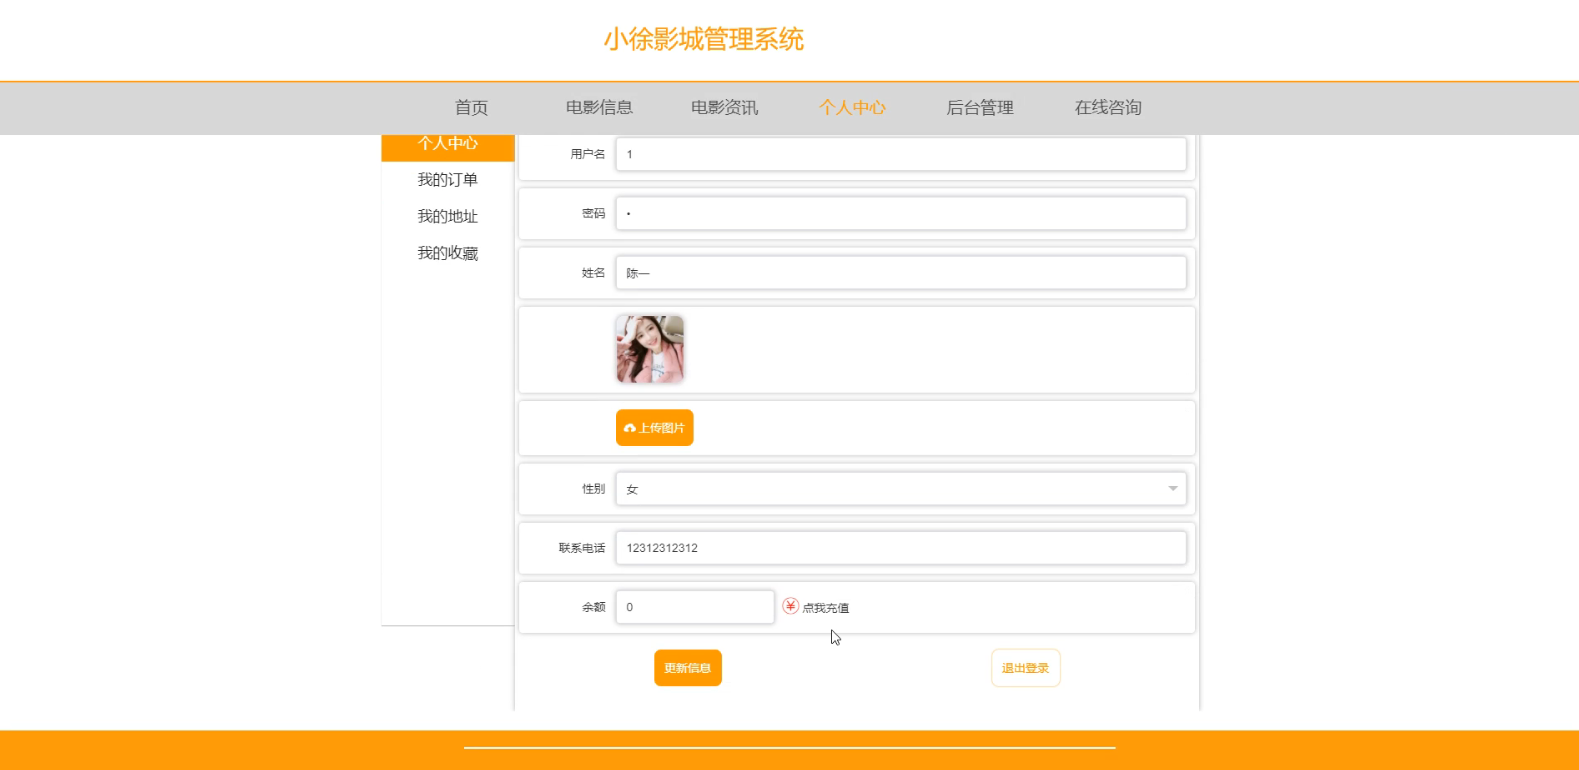 小徐影城管理系统
首页 电影信息 电影资讯 个人中心 后台管理 在线咨询
个人中心
我的订单
我的地址
我的收藏
用户名 1
密码 •
姓名 陈一
上传图片
性别 女
联系电话 12312312312
余额 0 点我充值
更新信息 退出登录